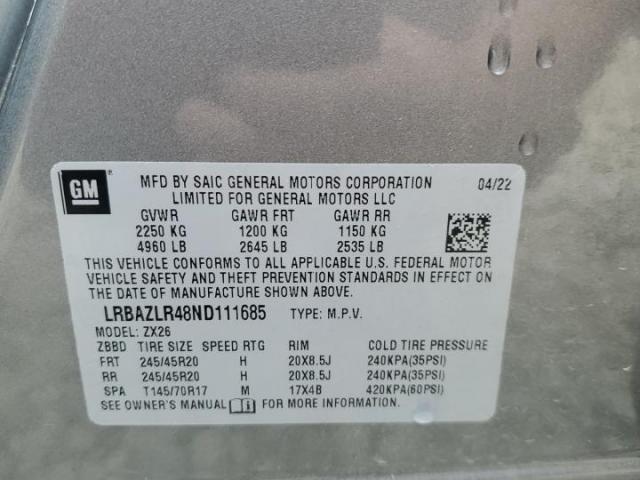 GM
MFD BY SAIC GENERAL MOTORS CORPORATION 04/22
LIMITED FOR GENERAL MOTORS LLC
GVWR GAWR FRT GAWR RR
2250 KG 1200 KG 1150 KG
4960 LB 2645 LB 2535 LB
THIS VEHICLE CONFORMS TO ALL APPLICABLE U.S. FEDERAL MOTOR
VEHICLE SAFETY AND THEFT PREVENTION STANDARDS IN EFFECT ON
THE DATE OF MANUFACTURE SHOWN ABOVE.
LRBAZLR48ND111685 TYPE: M.P.V.
MODEL: ZX26
ZBBD TIRE SIZE SPEED RTG RIM COLD TIRE PRESSURE
FRT 245/45R20 H 20X8.5J 240KPA(35PSI)
RR 245/45R20 H 20X8.5J 240KPA(35PSI)
SPA T145/70R17 M 17X4B 420KPA(60PSI)
SEE OWNER'S MANUAL FOR MORE INFORMATION.